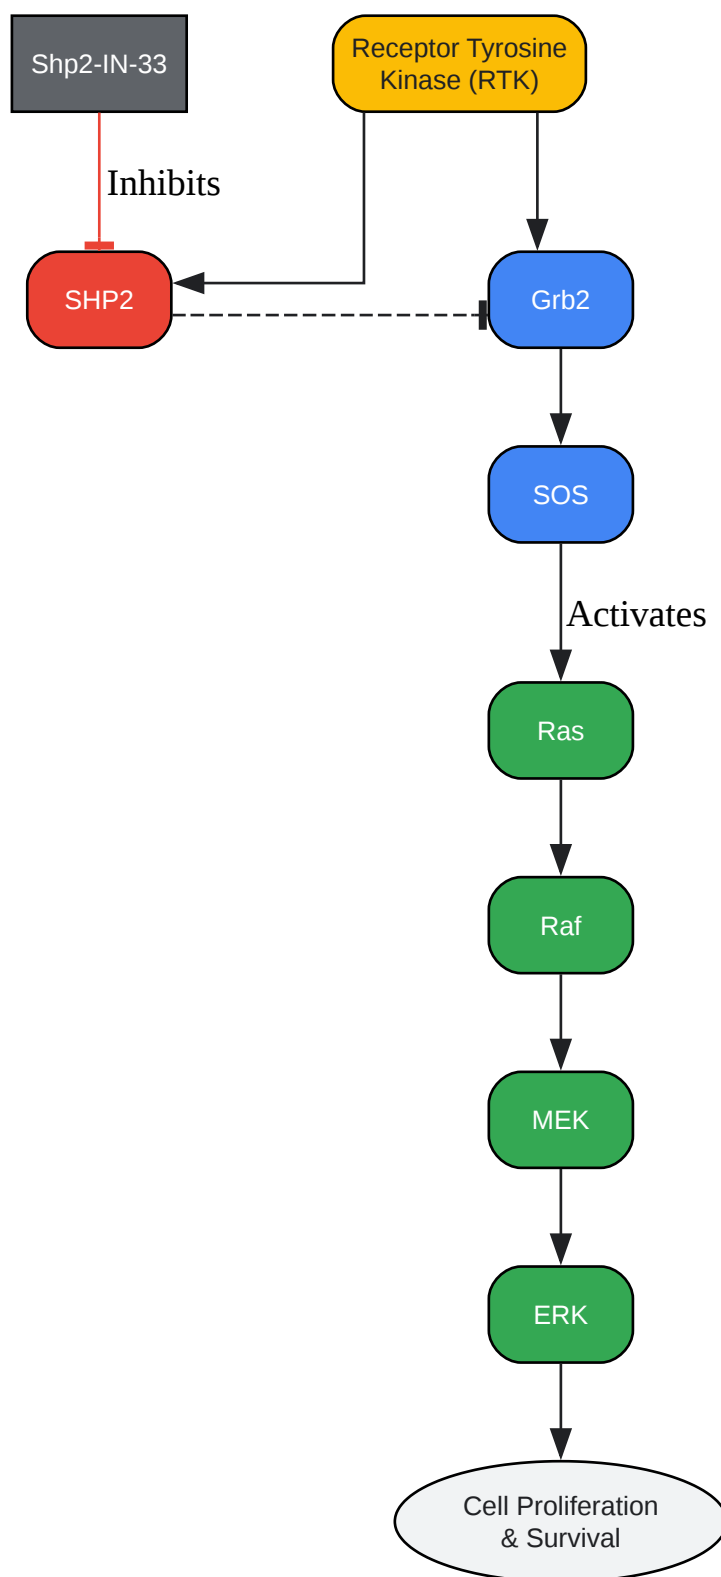 Shp2-IN-33
Receptor Tyrosine
Kinase (RTK)
Inhibits
SHP2
Grb2
SOS
Activates
Ras
Raf
MEK
ERK
Cell Proliferation
& Survival